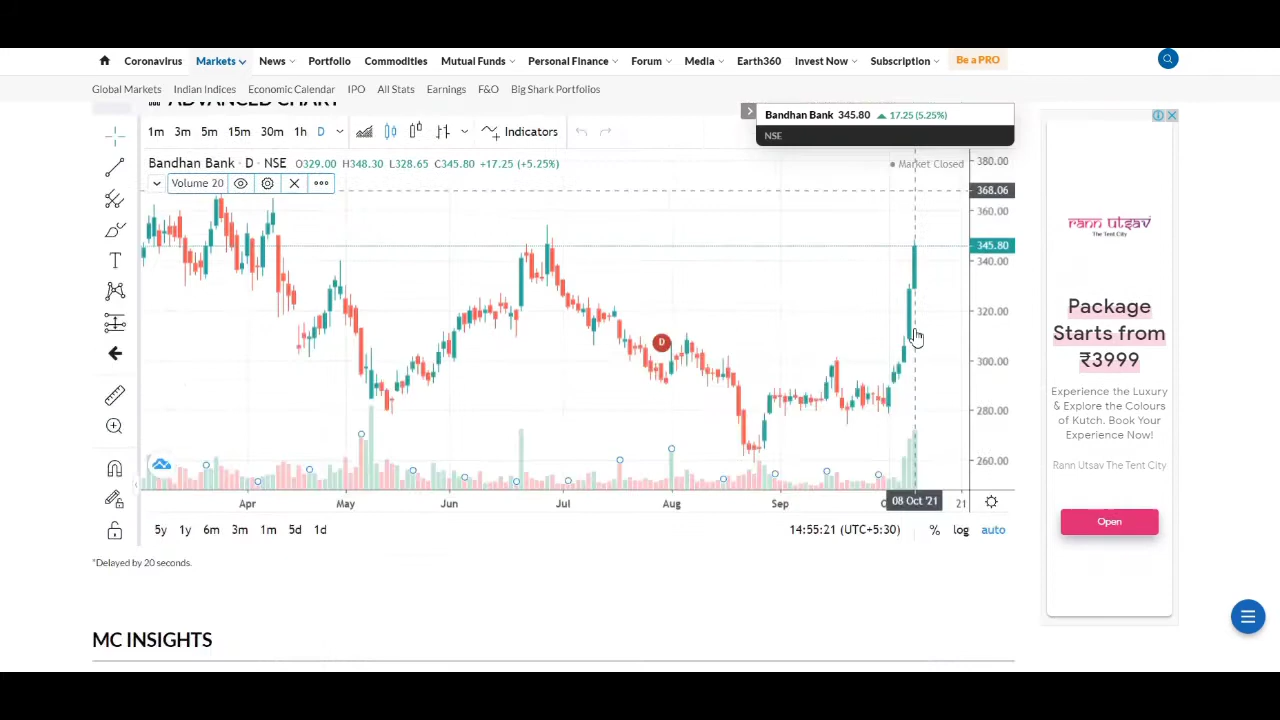 Coronavirus Markets News Portfolio Commodities Mutual Funds Personal Finance Forum Media Earth360 Invest Now Subscription Be a PRO
Global Markets Indian Indices Economic Calendar IPO All Stats Earnings F&O Big Shark Portfolios
ADVANCED CHART
Bandhan Bank 345.80 17.25 (5.25%)
NSE
1m 3m 5m 15m 30m 1h D Indicators
Bandhan Bank · D · NSE O329.00 H348.30 L328.65 C345.80 +17.25 (+5.25%)
Market Closed
Volume 20
380.00
368.06
360.00
345.80
340.00
320.00
300.00
280.00
260.00
D
Apr May Jun Jul Aug Sep 08 Oct '21 21
5y 1y 6m 3m 1m 5d 1d 14:55:21 (UTC+5:30) % log auto
*Delayed by 20 seconds.
MC INSIGHTS
rann utsav
The Tent City
Package
Starts from
₹3999
Experience the Luxury
& Explore the Colours
of Kutch. Book Your
Experience Now!
Rann Utsav The Tent City
Open